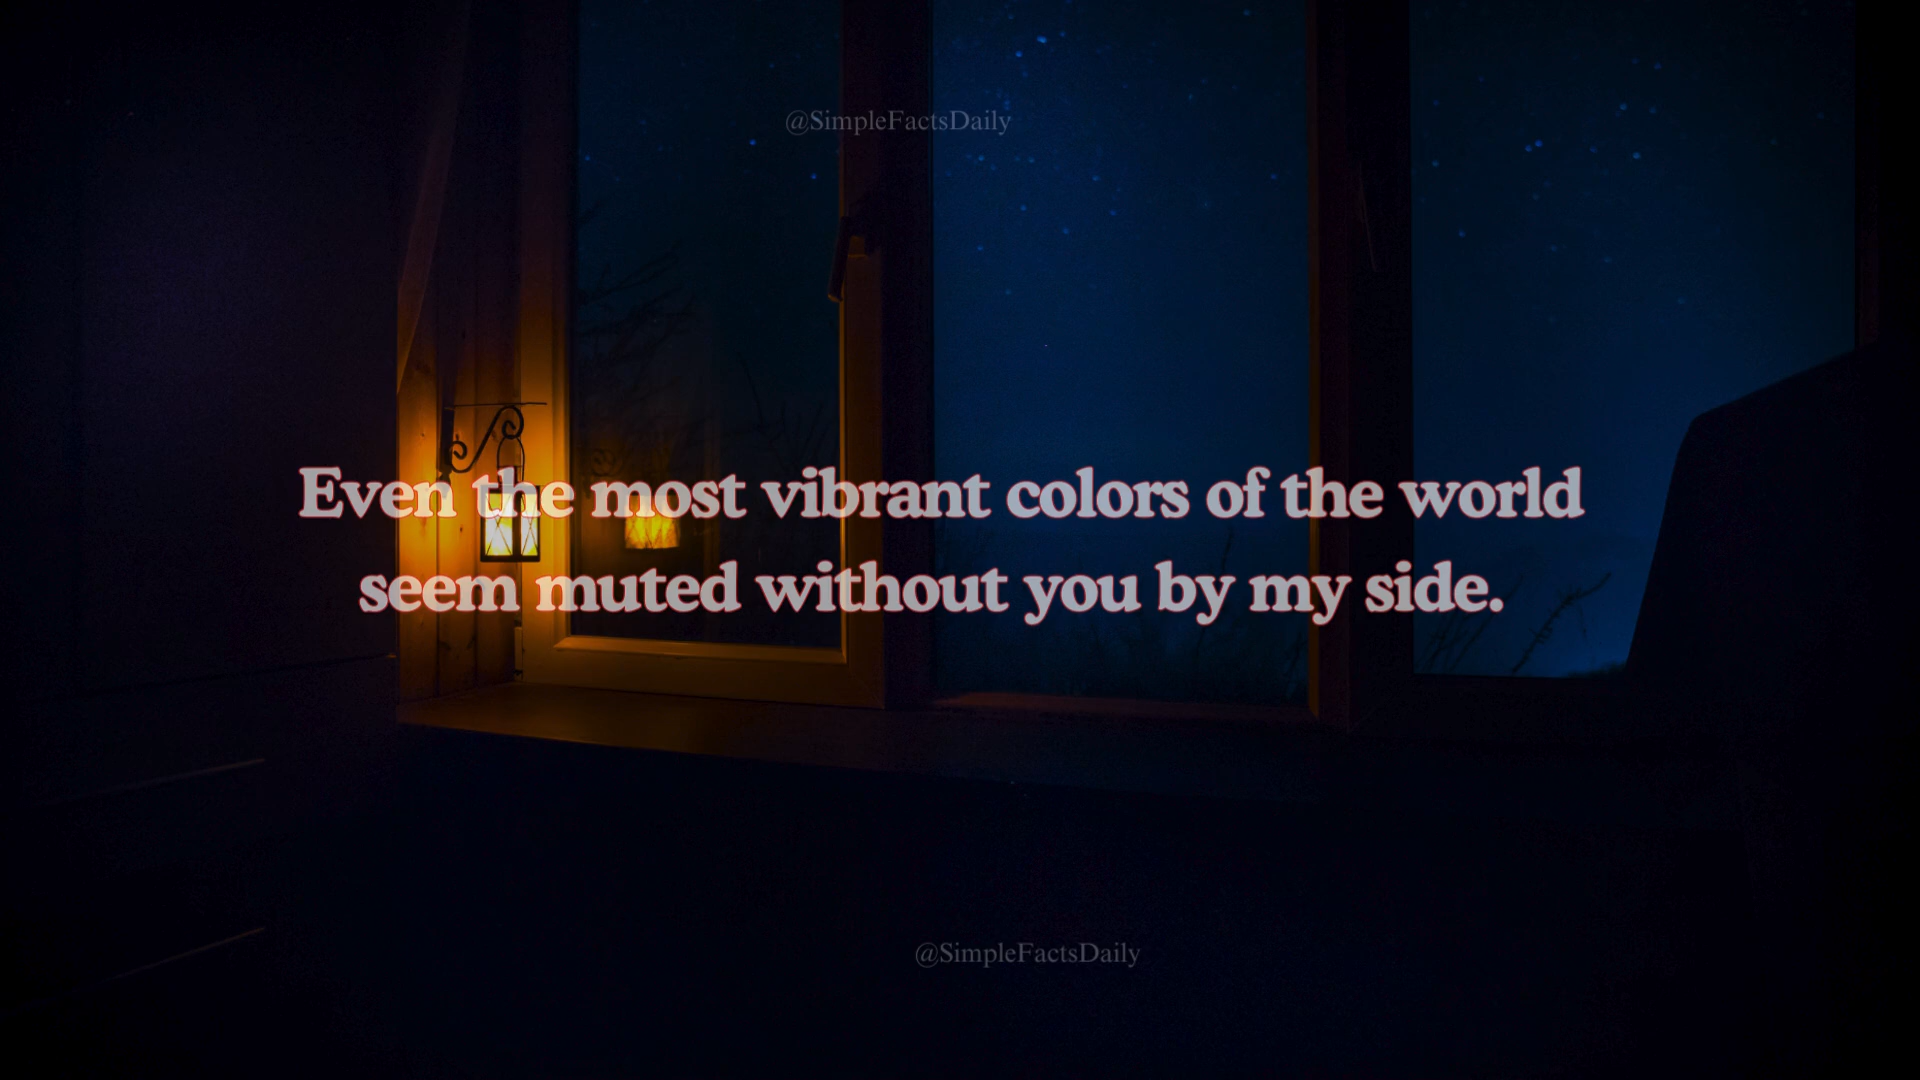 @SimpleFactsDaily
Even the most vibrant colors of the world
seem muted without you by my side.
@SimpleFactsDaily